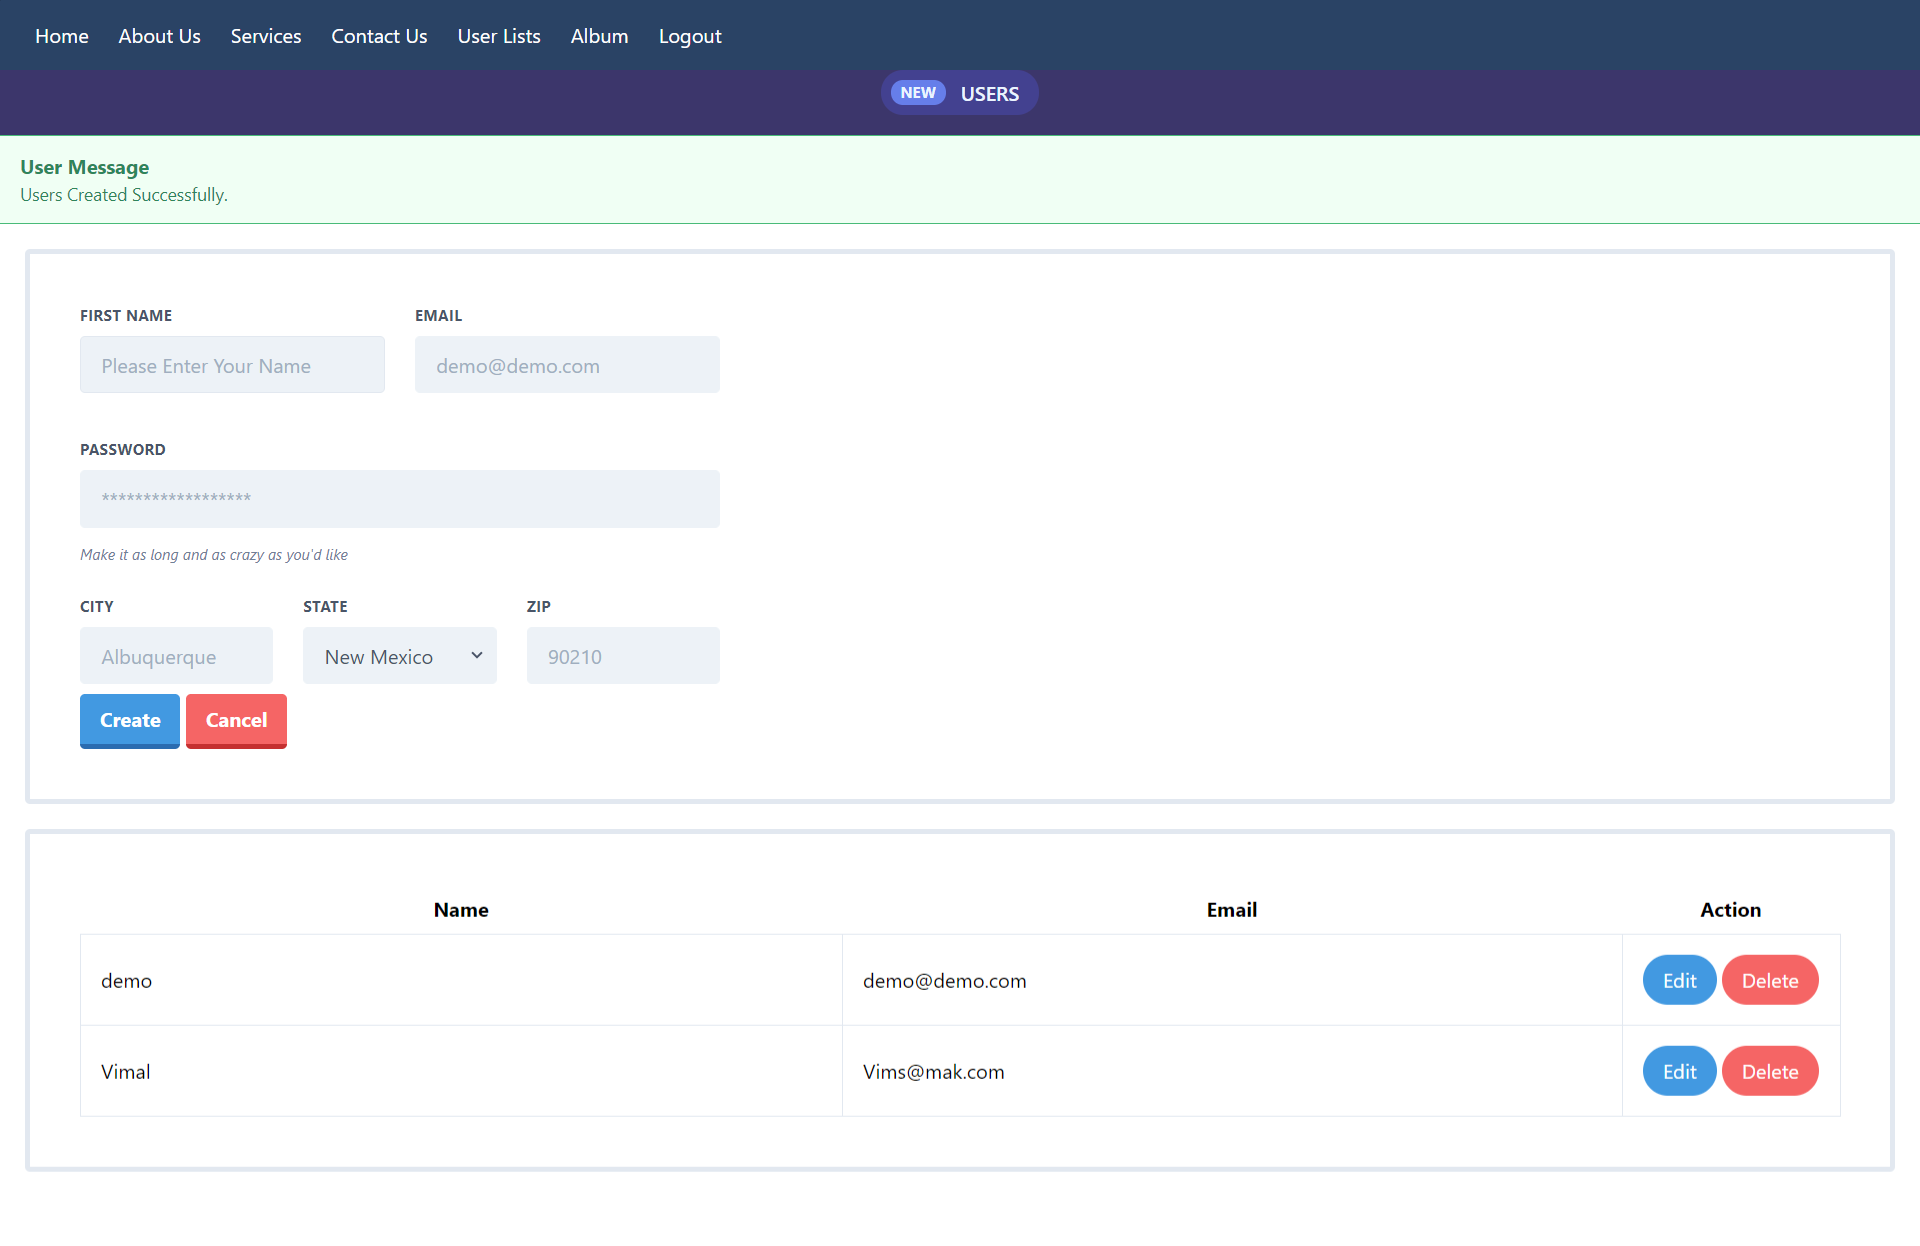 Home About Us Services Contact Us User Lists Album Logout
NEW USERS
User Message
Users Created Successfully.
FIRST NAME EMAIL
Please Enter Your Name demo@demo.com
PASSWORD
******************
Make it as long and as crazy as you'd like
CITY STATE ZIP
Albuquerque New Mexico 90210
Create Cancel
Name Email Action
demo demo@demo.com Edit Delete
Vimal Vims@mak.com Edit Delete